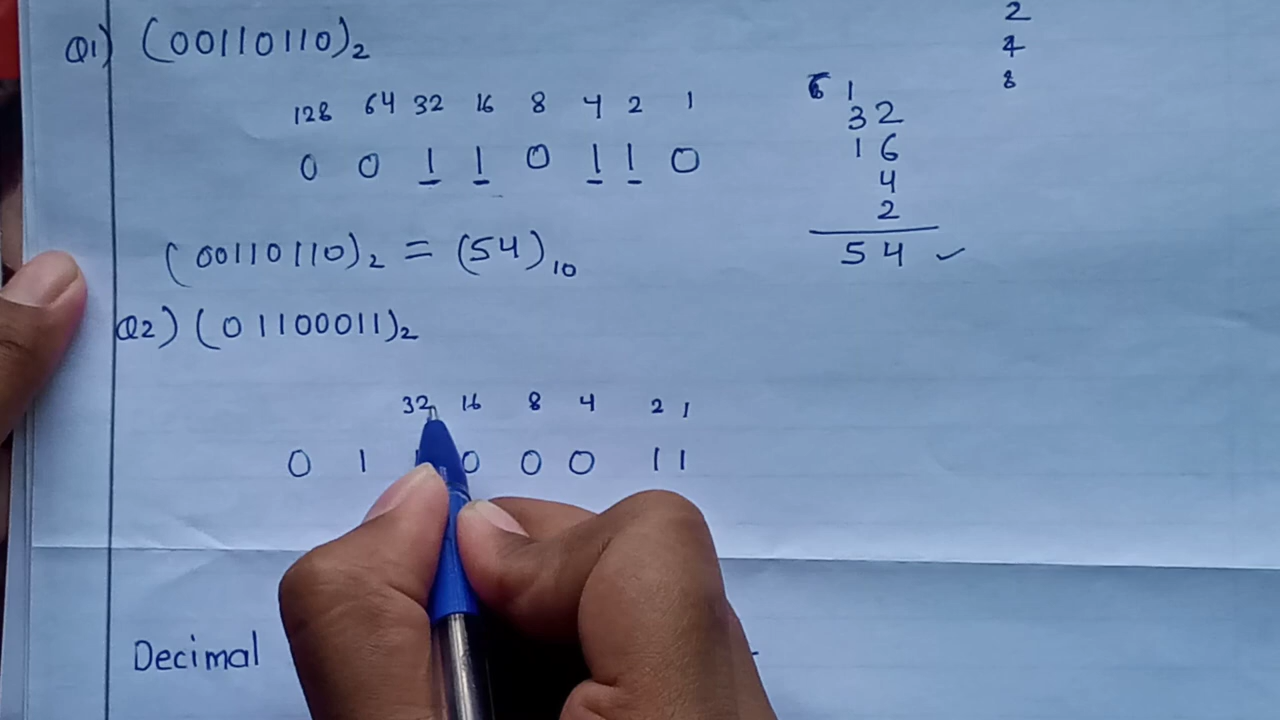 Q1) (00110110)₂
128 64 32 16 8 4 2 1
0 0 1 1 0 1 1 0
(00110110)₂ = (54)₁₀
Q2) (01100011)₂
32 16 8 4 2 1
0 1 0 0 0 1 1
Decimal
1
32
16
4
2
54 ✓
2
4
8